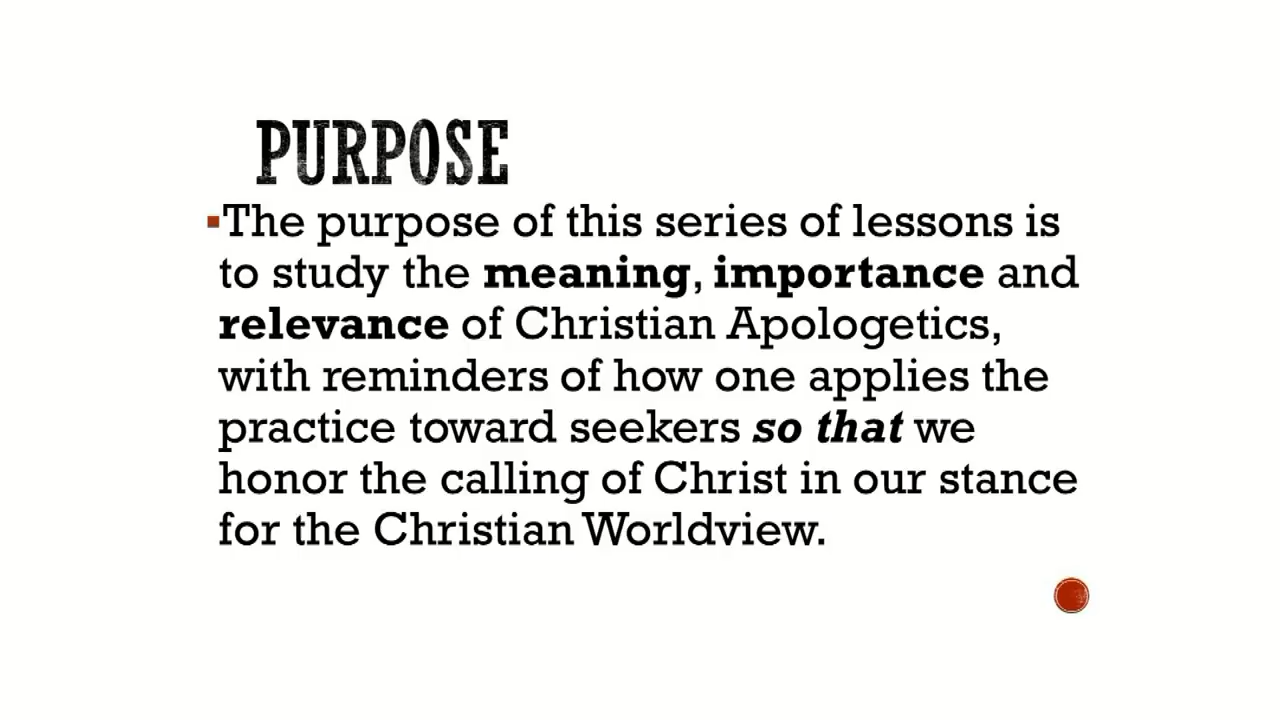 PURPOSE
▪The purpose of this series of lessons is
to study the meaning, importance and
relevance of Christian Apologetics,
with reminders of how one applies the
practice toward seekers so that we
honor the calling of Christ in our stance
for the Christian Worldview.